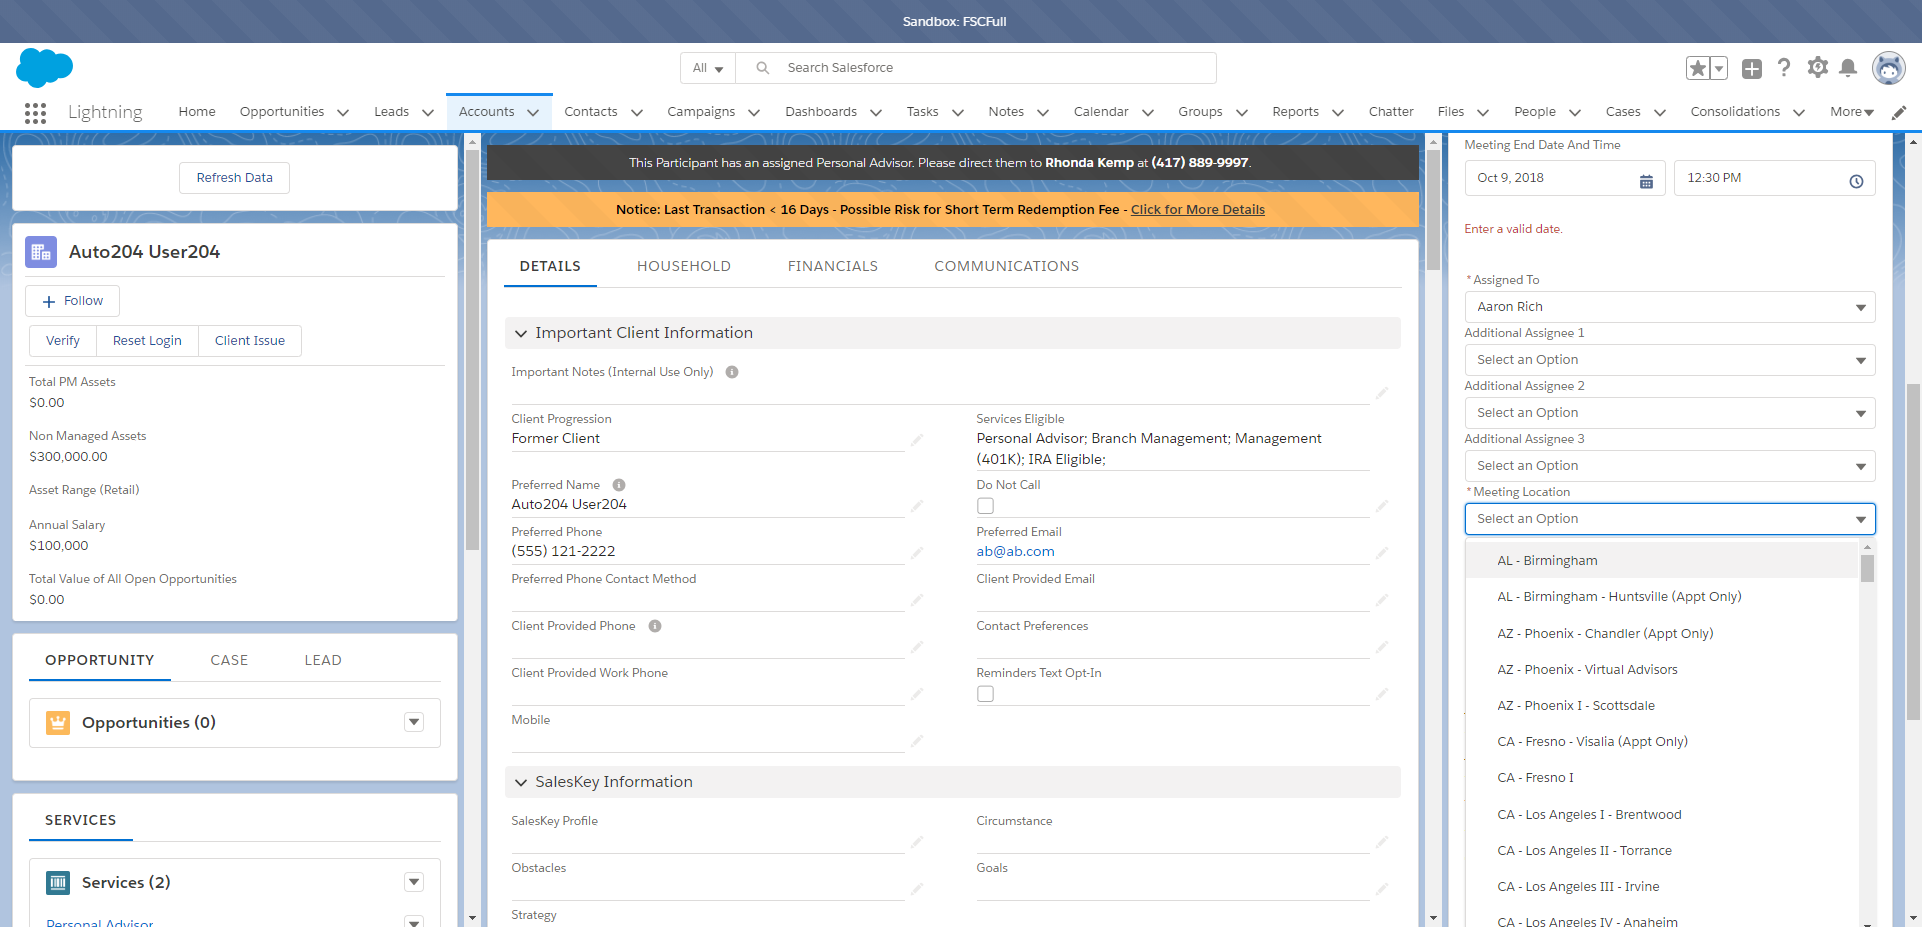 Sandbox: FSCFull
All
Search Salesforce
Lightning
Home
Opportunities
Leads
Accounts
Contacts
Campaigns
Dashboards
Tasks
Notes
Calendar
Groups
Reports
Chatter
Files
People
Cases
Consolidations
More
Refresh Data
Auto204 User204
Follow
Verify
Reset Login
Client Issue
Total PM Assets
$0.00
Non Managed Assets
$300,000.00
Asset Range (Retail)
Annual Salary
$100,000
Total Value of All Open Opportunities
$0.00
OPPORTUNITY
CASE
LEAD
Opportunities (0)
SERVICES
Services (2)
Personal Advisor
This Participant has an assigned Personal Advisor. Please direct them to Rhonda Kemp at (417) 889-9997.
Notice: Last Transaction < 16 Days - Possible Risk for Short Term Redemption Fee - Click for More Details
DETAILS
HOUSEHOLD
FINANCIALS
COMMUNICATIONS
Important Client Information
Important Notes (Internal Use Only)
Client Progression
Former Client
Services Eligible
Personal Advisor; Branch Management; Management
(401K); IRA Eligible;
Preferred Name
Auto204 User204
Do Not Call
Preferred Phone
(555) 121-2222
Preferred Email
ab@ab.com
Preferred Phone Contact Method
Client Provided Email
Client Provided Phone
Contact Preferences
Client Provided Work Phone
Reminders Text Opt-In
Mobile
SalesKey Information
SalesKey Profile
Circumstance
Obstacles
Goals
Strategy
Meeting End Date And Time
Oct 9, 2018
12:30 PM
Enter a valid date.
*Assigned To
Aaron Rich
Additional Assignee 1
Select an Option
Additional Assignee 2
Select an Option
Additional Assignee 3
Select an Option
*Meeting Location
Select an Option
AL - Birmingham
AL - Birmingham - Huntsville (Appt Only)
AZ - Phoenix - Chandler (Appt Only)
AZ - Phoenix - Virtual Advisors
AZ - Phoenix I - Scottsdale
CA - Fresno - Visalia (Appt Only)
CA - Fresno I
CA - Los Angeles I - Brentwood
CA - Los Angeles II - Torrance
CA - Los Angeles III - Irvine
CA - Los Angeles IV - Anaheim